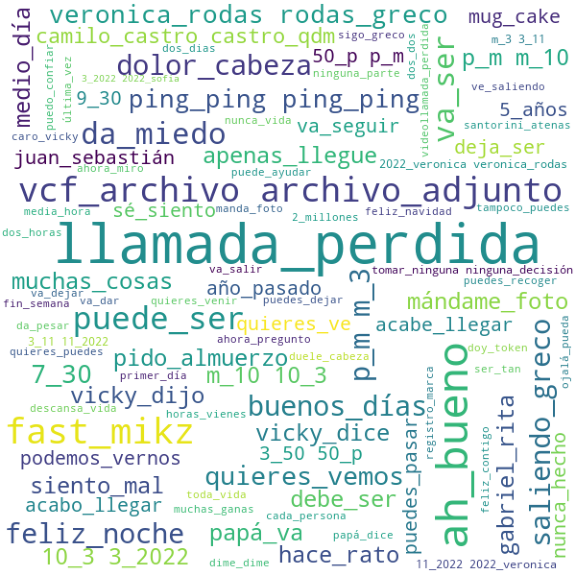 veronica_rodas rodas_greco
mug_cake
camilo_castro castro_qdm
sigo_greco
m_3 3_11
medio_día
dos_dias
50_p p_m
p_m m_10
dos_dos
videollamada_perdida
va_ser
dolor_cabeza
ninguna_parte
puedo_confiar
última_vez
3_2022 2022_sofia
ve_saliendo
9_30
ping_ping ping_ping
5_años
nunca_vida
santorini_atenas
caro_vicky
da_miedo
va_seguir
deja_ser
juan_sebastián
apenas_llegue
2022_veronica veronica_rodas
ahora_miro
puede_ayudar
vcf_archivo archivo_adjunto
media_hora
sé_siento
manda_foto
2_millones
feliz_navidad
tampoco_puedes
dos_horas
llamada_perdida
va_salir
tomar_ninguna ninguna_decisión
muchas_cosas
año_pasado
p_m m_3
puedes_recoger
va_dejar
va_dar
quieres_venir
puedes_dejar
mándame_foto
fin_semana
puede_ser
quieres_ve
acabe_llegar
da_pesar
3_11 11_2022
ahora_pregunto
quieres_puedes
pido_almuerzo
duele_cabeza
doy_token
ojalá_pueda
7_30
primer_día
m_10 10_3
ser_tan
ah_bueno
saliendo_greco
descansa_vida
vicky_dijo
buenos_días
registro_marca
horas_vienes
fast_mikz
vicky_dice
puedes_pasar
feliz_contigo
gabriel_rita
podemos_vernos
3_50 50_p
nunca_hecho
siento_mal
quieres_vemos
toda_vida
acabo_llegar
debe_ser
muchas_ganas
cada_persona
feliz_noche
papá_va
papá_dice
10_3 3_2022
hace_rato
dime_dime
11_2022 2022_veronica